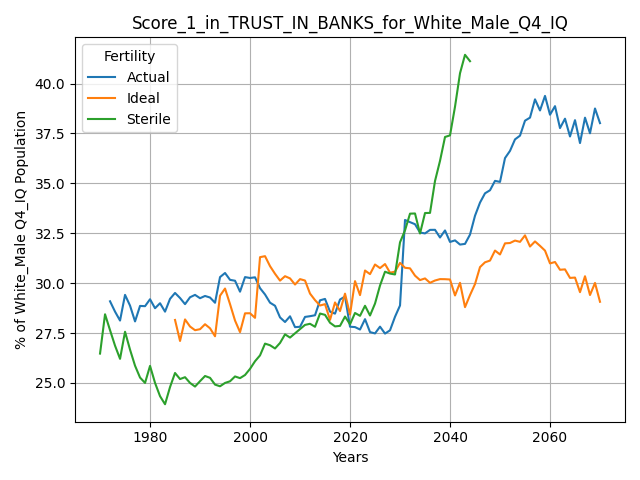 Score_1_in_TRUST_IN_BANKS_for_White_Male_Q4_IQ
Fertility
Actual
Ideal
Sterile
% of White_Male Q4_IQ Population
40.0
37.5
35.0
32.5
30.0
27.5
25.0
1980
2000
2020
2040
2060
Years